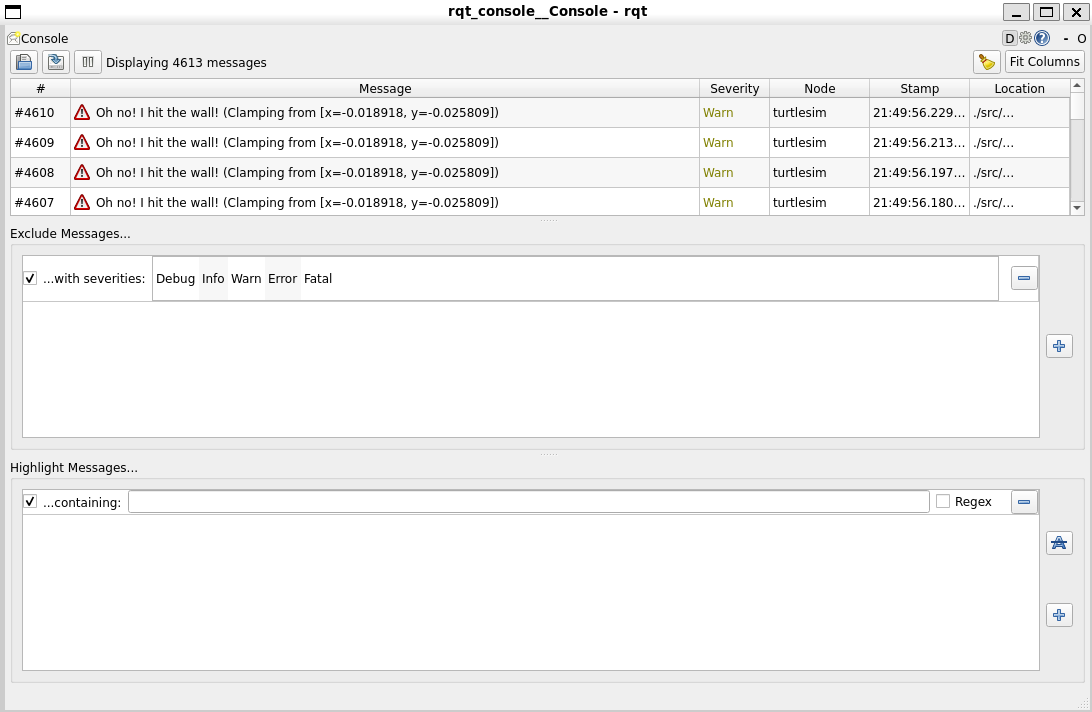 rqt_console__Console - rqt
Console D - O
Displaying 4613 messages Fit Columns
# Message Severity Node Stamp Location
#4610 Oh no! I hit the wall! (Clamping from [x=-0.018918, y=-0.025809]) Warn turtlesim 21:49:56.229... ./src/...
#4609 Oh no! I hit the wall! (Clamping from [x=-0.018918, y=-0.025809]) Warn turtlesim 21:49:56.213... ./src/...
#4608 Oh no! I hit the wall! (Clamping from [x=-0.018918, y=-0.025809]) Warn turtlesim 21:49:56.197... ./src/...
#4607 Oh no! I hit the wall! (Clamping from [x=-0.018918, y=-0.025809]) Warn turtlesim 21:49:56.180... ./src/...
Exclude Messages...
...with severities: Debug Info Warn Error Fatal
Highlight Messages...
...containing: Regex